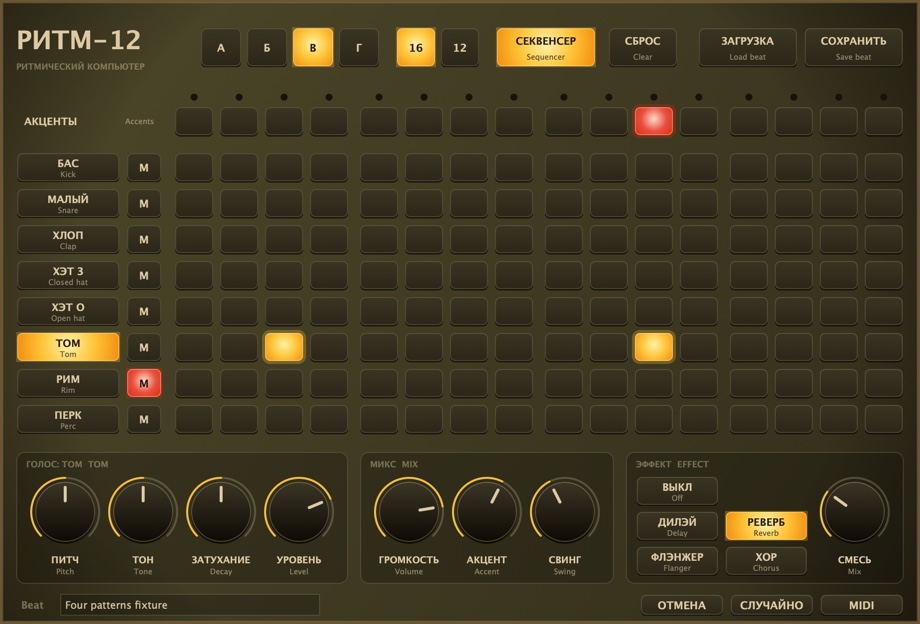 РИТМ-12
РИТМИЧЕСКИЙ КОМПЬЮТЕР
А Б В Г 16 12
СЕКВЕНСЕР
Sequencer
СБРОС
Clear
ЗАГРУЗКА
Load beat
СОХРАНИТЬ
Save beat
АКЦЕНТЫ Accents
БАС
Kick
M
МАЛЫЙ
Snare
M
ХЛОП
Clap
M
ХЭТ З
Closed hat
M
ХЭТ О
Open hat
M
ТОМ
Tom
M
РИМ
Rim
M
ПЕРК
Perc
M
ГОЛОС: ТОМ ТОМ
ПИТЧ
Pitch
ТОН
Tone
ЗАТУХАНИЕ
Decay
УРОВЕНЬ
Level
МИКС MIX
ГРОМКОСТЬ
Volume
АКЦЕНТ
Accent
СВИНГ
Swing
ЭФФЕКТ EFFECT
ВЫКЛ
Off
ДИЛЭЙ
Delay
РЕВЕРБ
Reverb
ФЛЭНЖЕР
Flanger
ХОР
Chorus
СМЕСЬ
Mix
Beat Four patterns fixture
ОТМЕНА СЛУЧАЙНО MIDI